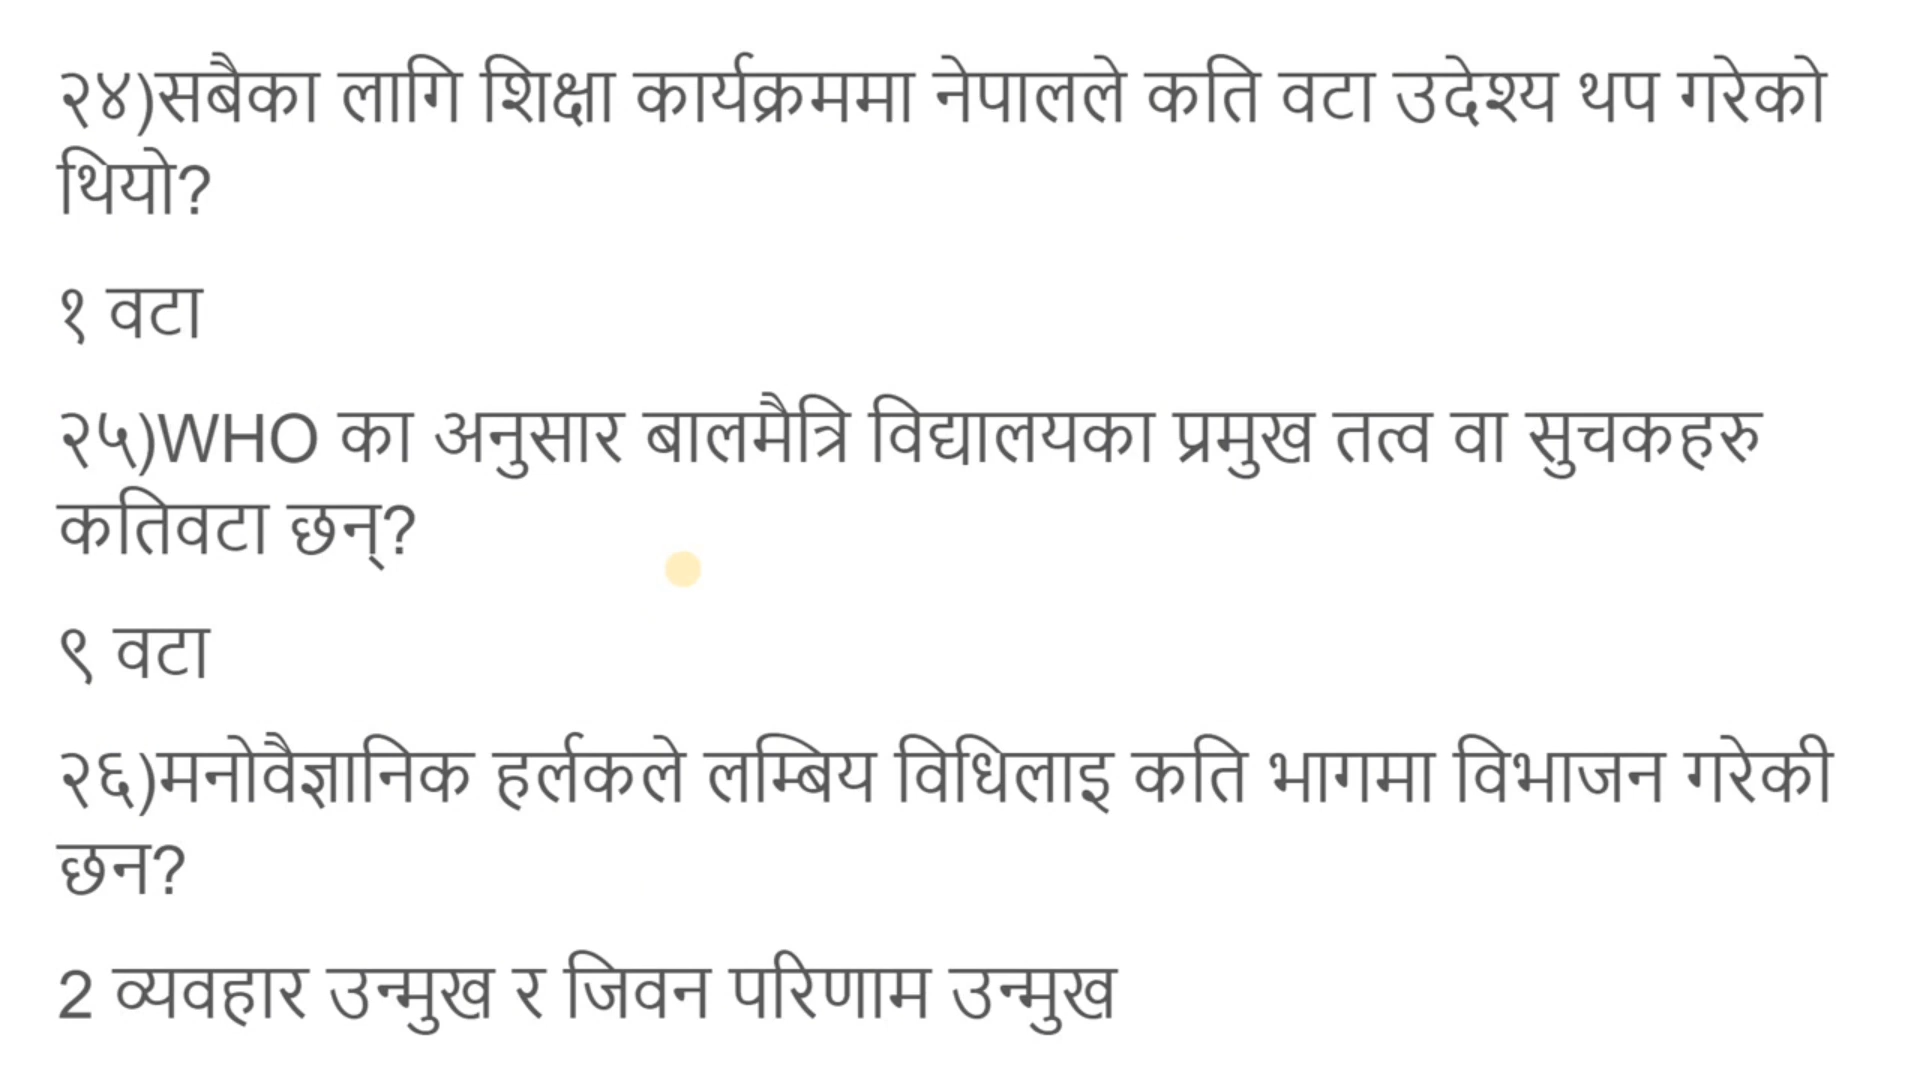 २४)सबैका लागि शिक्षा कार्यक्रममा नेपालले कति वटा उदेश्य थप गरेको
थियो?
१ वटा
२५)WHO का अनुसार बालमैत्रि विद्यालयका प्रमुख तत्व वा सुचकहरु
कतिवटा छन्?
९ वटा
२६)मनोवैज्ञानिक हर्लकले लम्बिय विधिलाइ कति भागमा विभाजन गरेकी
छन?
2 व्यवहार उन्मुख र जिवन परिणाम उन्मुख